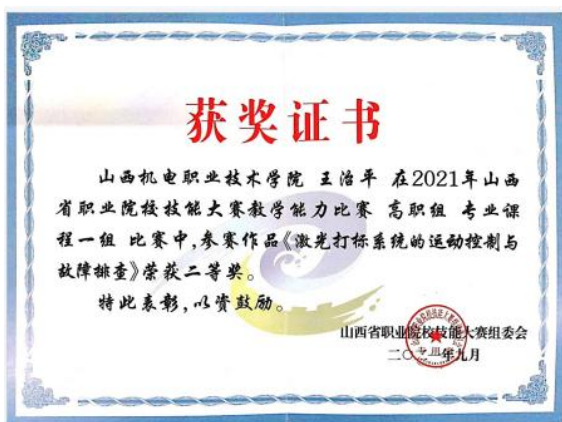 获奖证书
山西机电职业技术学院 王治平 在2021年山西
省职业院校技能大赛教学能力比赛 高职组 专业课
程一组 比赛中,参赛作品《激光打标系统的运动控制与
故障排查》荣获二等奖。
特此表彰,以资鼓励。
山西省职业院校技能大赛组委会
二〇二一年九月